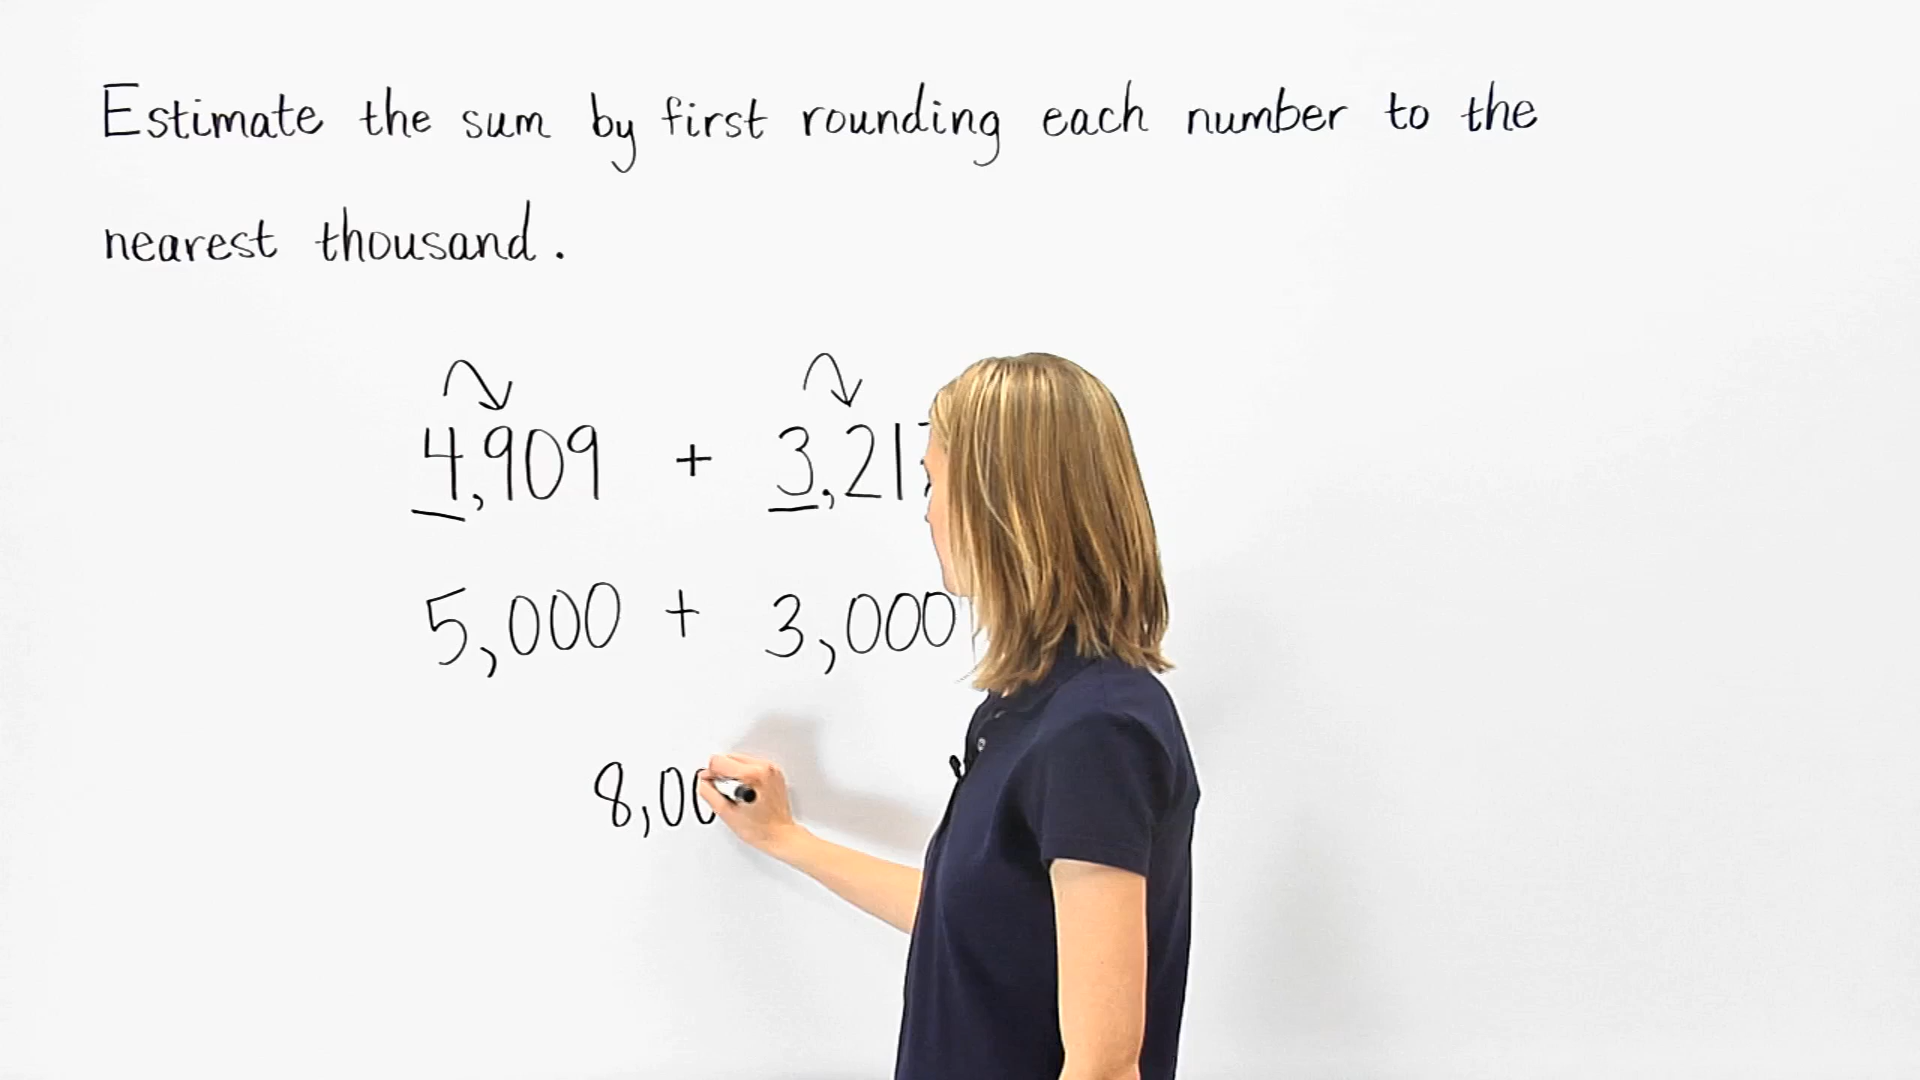 Estimate the sum by first rounding each number to the
nearest thousand.
4,909 + 3,21
5,000 + 3,000
8,00